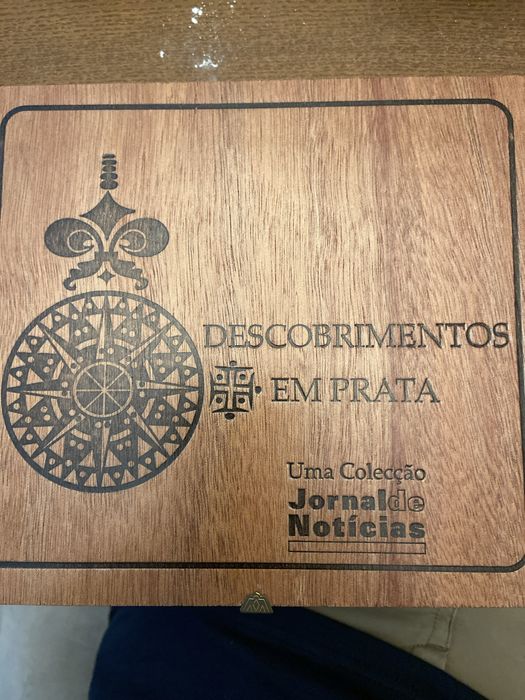 DESCOBRIMENTOS
EM PRATA
Uma Colecção
Jornal de
Notícias